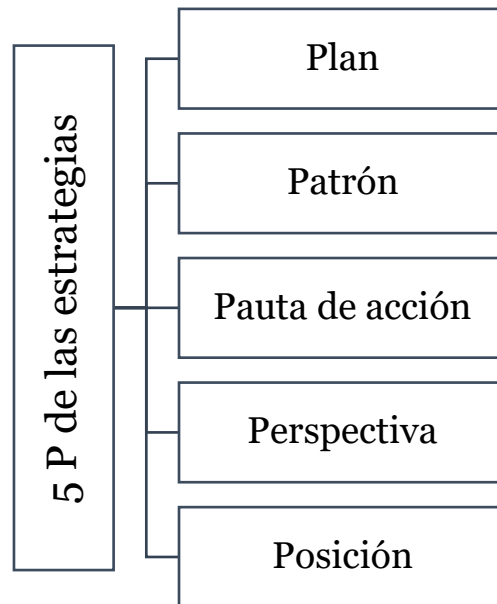 5 P de las estrategias
Plan
Patrón
Pauta de acción
Perspectiva
Posición